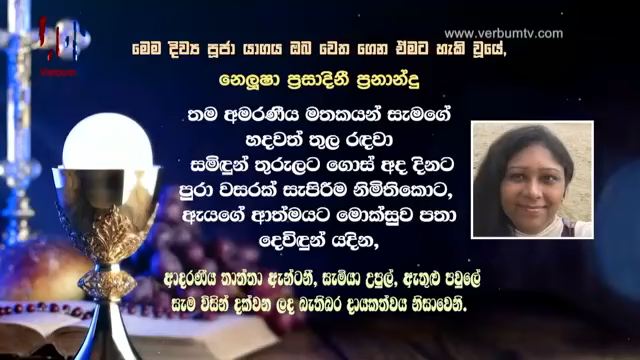 www.verbumtv.com
verbumtv
මෙම දිව්‍ය පූජා යාගය ඔබ වෙත ගෙන ඒමට හැකි වූයේ,
නෙලූෂා ප්‍රසාදිනී ප්‍රනාන්දු
තම අමරණීය මතකයන් සැමගේ
හදවත් තුල රඳවා
සමිඳුන් තුරුලට ගොස් අද දිනට
පුරා වසරක් සැපිරීම නිමිතිකොට,
ඇයගේ ආත්මයට මොක්සුව පතා
දෙව්ඳුන් යදින,
ආදරණීය තාත්තා ඇන්ටනී, සැමියා උපුල්, ඇතුළු පවුලේ
සැම විසින් දක්වන ලද බැතිබර දායකත්වය නිසාවෙනි.